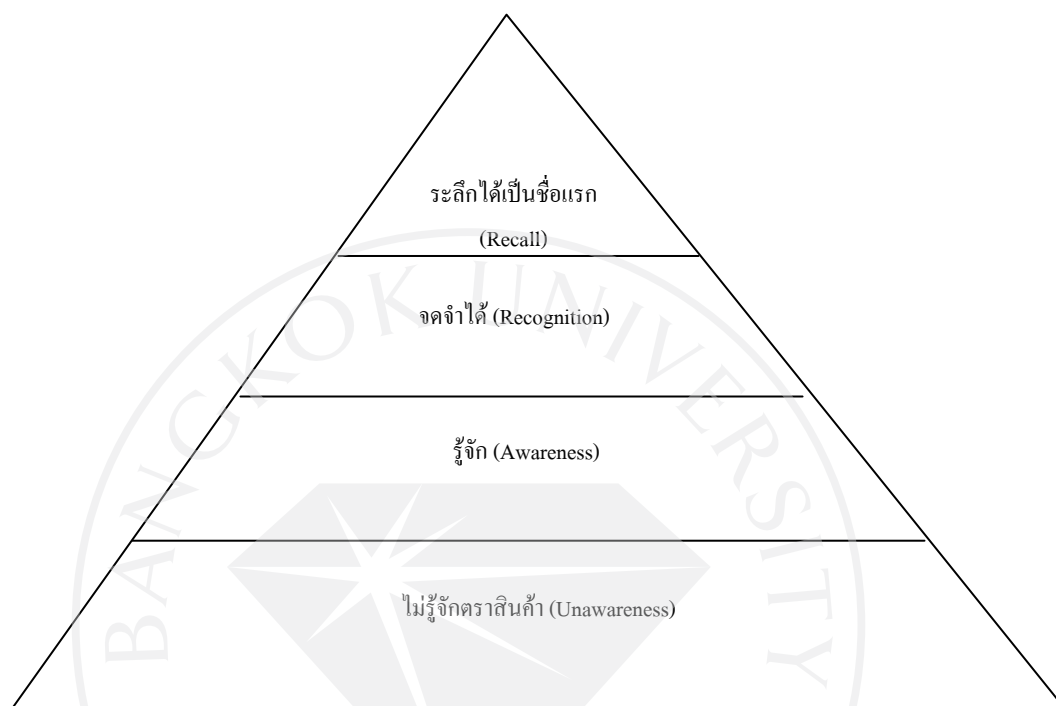 ระลึกได้เป็นชื่อแรก
(Recall)
จดจำได้ (Recognition)
รู้จัก (Awareness)
ไม่รู้จักตราสินค้า (Unawareness)
BANGKOK UNIVERSITY